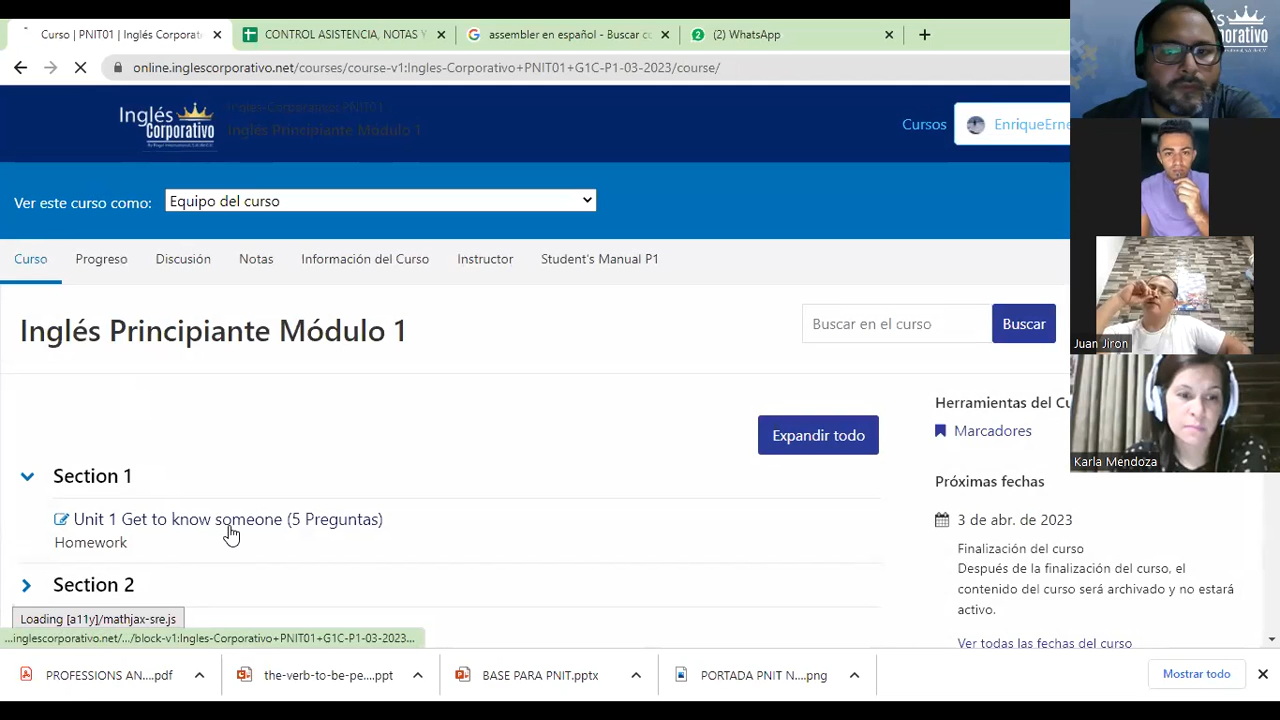 Curso | PNIT01 | Inglés Corporat
CONTROL ASISTENCIA, NOTAS Y
assembler en español - Buscar co
(2) WhatsApp
online.inglescorporativo.net/courses/course-v1:Ingles-Corporativo+PNIT01+G1C-P1-03-2023/course/
Inglés Corporativo
Ingles-Corporativo: PNIT01
Inglés Principiante Módulo 1
Cursos
EnriqueErne
Ver este curso como:
Equipo del curso
Curso
Progreso
Discusión
Notas
Información del Curso
Instructor
Student's Manual P1
Inglés Principiante Módulo 1
Buscar en el curso
Buscar
Expandir todo
Herramientas del Cu
Marcadores
Section 1
Unit 1 Get to know someone (5 Preguntas)
Homework
Próximas fechas
3 de abr. de 2023
Finalización del curso
Después de la finalización del curso, el
contenido del curso será archivado y no estará
activo.
Ver todas las fechas del curso
Section 2
Loading [a11y]/mathjax-sre.js
...inglescorporativo.net/.../block-v1:Ingles-Corporativo+PNIT01+G1C-P1-03-2023...
PROFESSIONS AN....pdf
the-verb-to-be-pe....ppt
BASE PARA PNIT.pptx
PORTADA PNIT N....png
Mostrar todo
Inglés
orporativo
Juan Jiron
Karla Mendoza